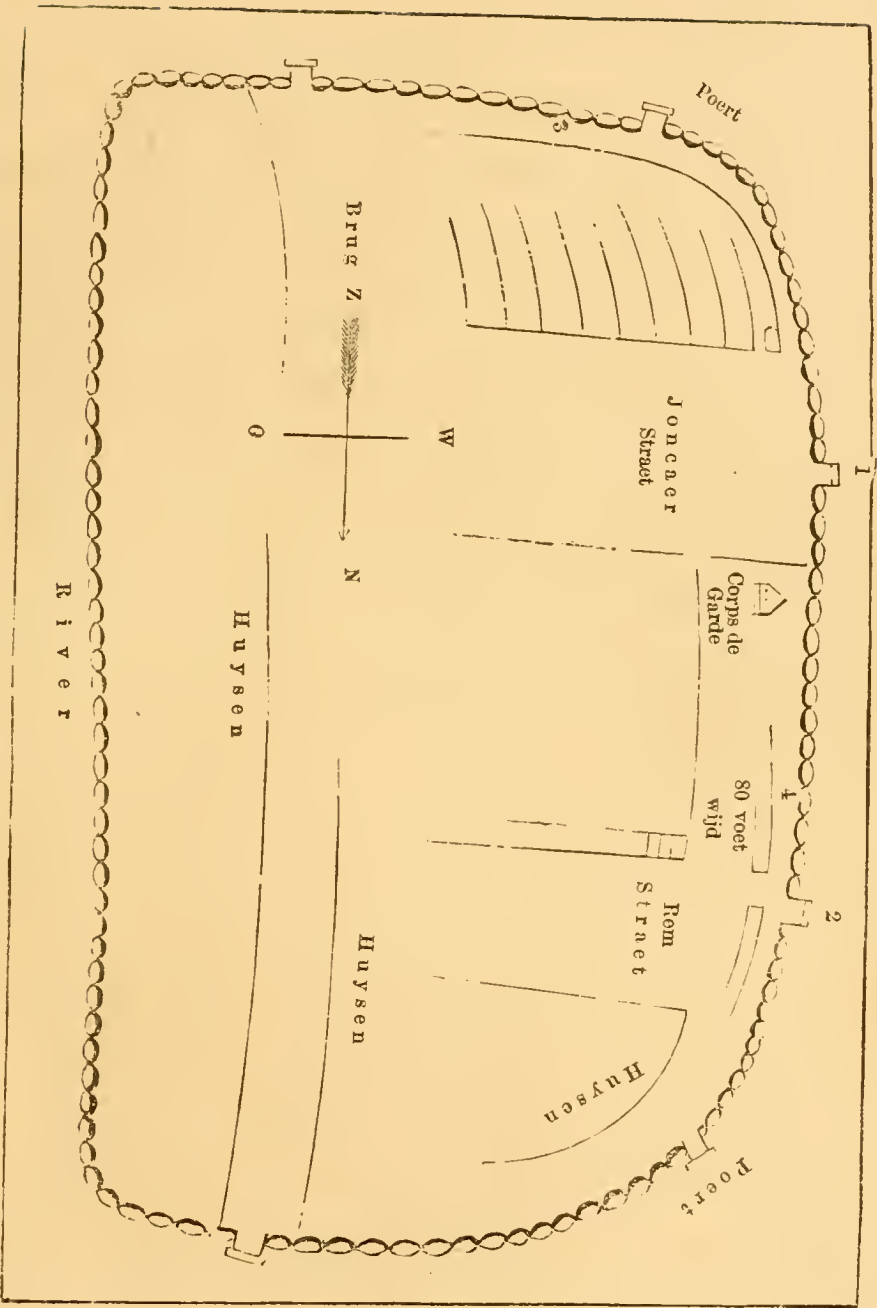 Poert
3
Brug Z
W
O
N
Joncaer
Straet
1
Corps de
Garde
80 voet
wijd
4
2
Rom
Straet
Huysen
Huysen
Huysen
Poert
River